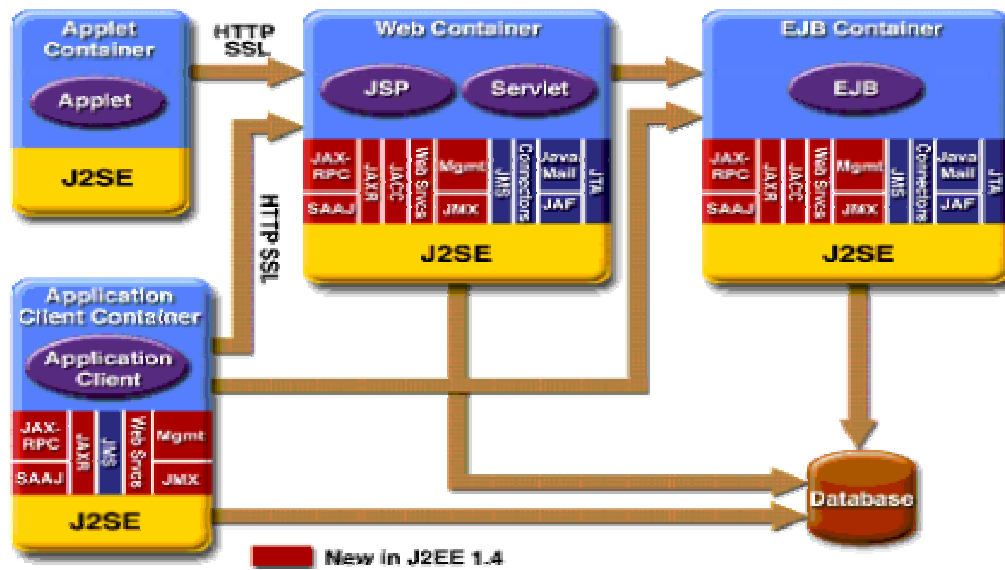 Applet
Container
Applet
J2SE
HTTP
SSL
Web Container
JSP
Servlet
JAX-
RPC
SAAJ
JAXR
JACC
Web Srvcs
Mgmt
JMX
JMS
Connectors
Java
Mail
JAF
JTA
J2SE
EJB Container
EJB
JAX-
RPC
SAAJ
JAXR
JACC
Web Srvcs
Mgmt
JMX
JMS
Connectors
Java
Mail
JAF
JTA
J2SE
HTTP SSL
Application
Client Container
Application
Client
JAX-
RPC
SAAJ
JAXR
JMS
Web Srvcs
Mgmt
JMX
J2SE
Database
New in J2EE 1.4